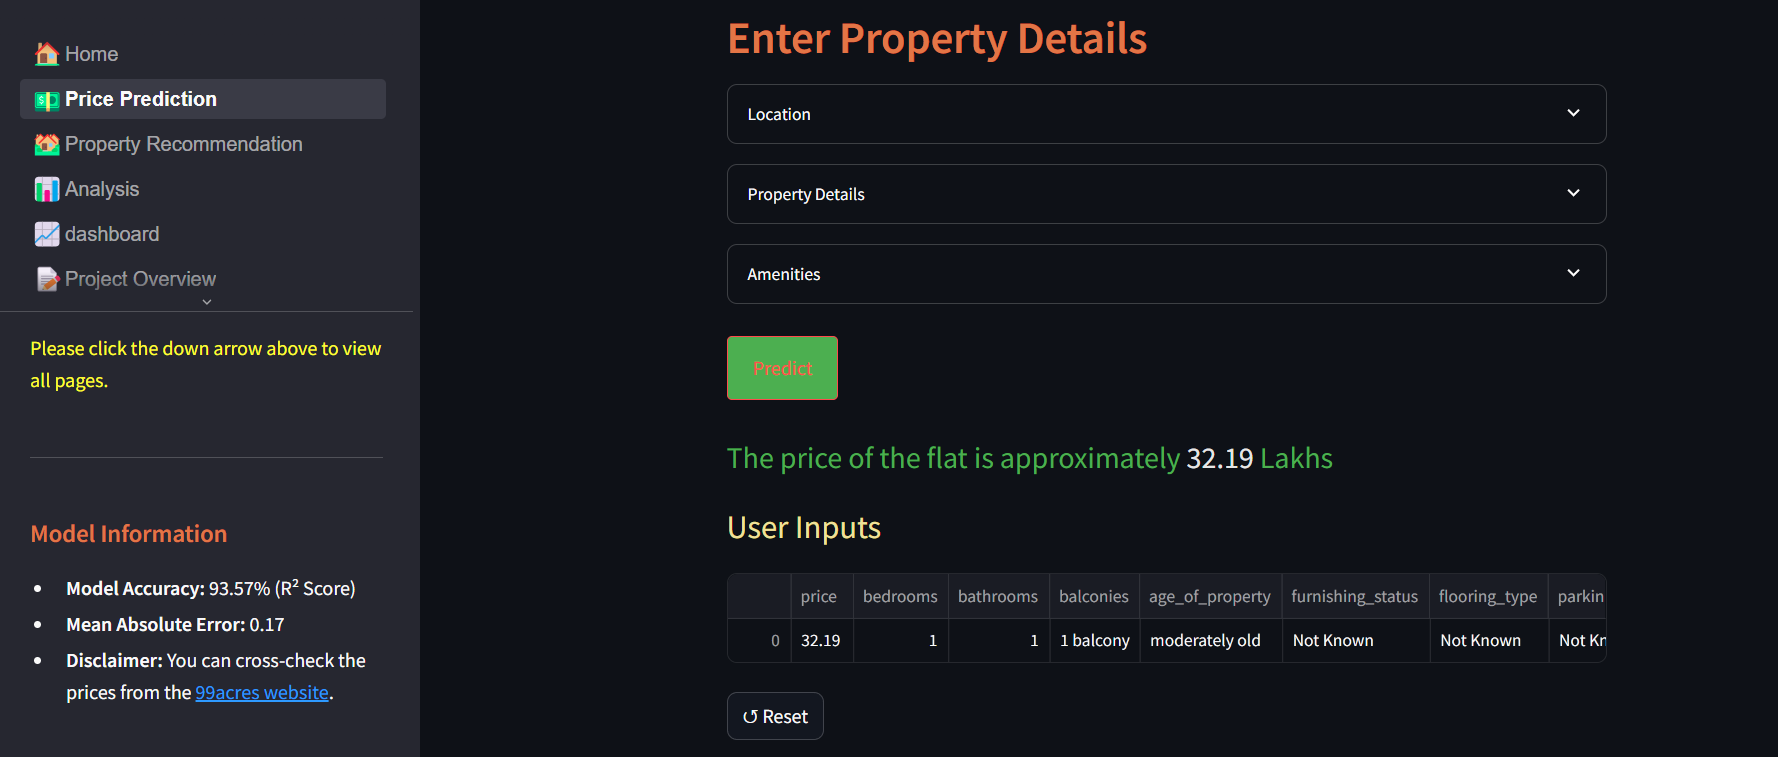 Home
Price Prediction
Property Recommendation
Analysis
dashboard
Project Overview
Please click the down arrow above to view
all pages.
Model Information
Model Accuracy: 93.57% (R² Score)
Mean Absolute Error: 0.17
Disclaimer: You can cross-check the
prices from the 99acres website.
Enter Property Details
Location
Property Details
Amenities
Predict
The price of the flat is approximately 32.19 Lakhs
User Inputs
price bedrooms bathrooms balconies age_of_property furnishing_status flooring_type parkin
0 32.19 1 1 1 balcony moderately old Not Known Not Known Not Kn
Reset